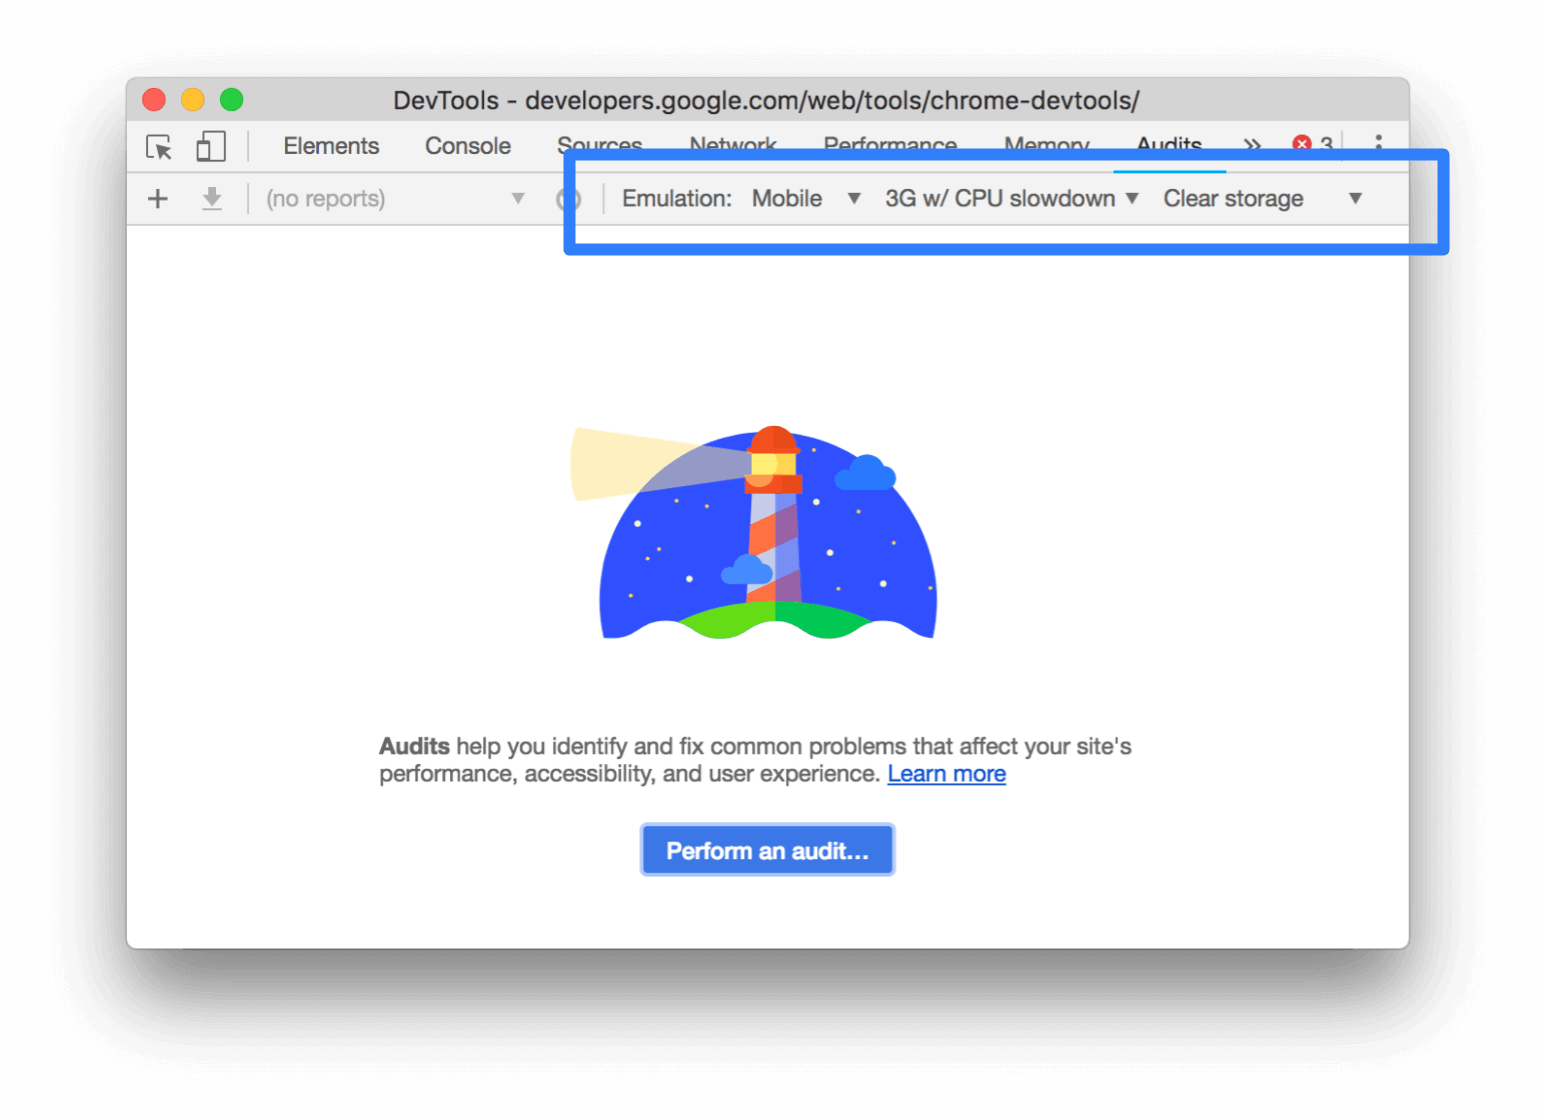 DevTools - developers.google.com/web/tools/chrome-devtools/
Elements Console Sources Network Performance Memory Audits » 3
(no reports) Emulation: Mobile 3G w/ CPU slowdown Clear storage
Audits help you identify and fix common problems that affect your site's
performance, accessibility, and user experience. Learn more
Perform an audit...